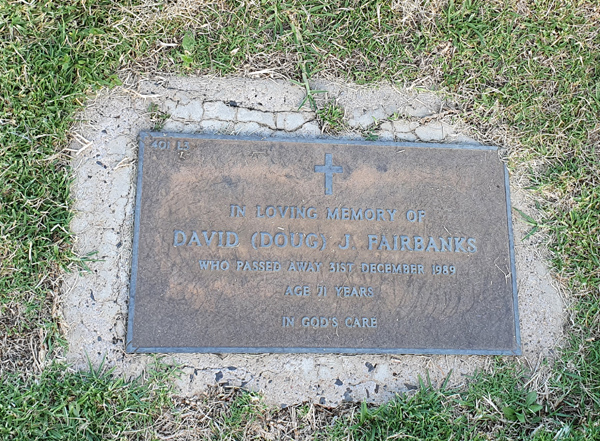 IN LOVING MEMORY OF
DAVID (DOUG) J. FAIRBANKS
WHO PASSED AWAY 31ST DECEMBER 1989
AGE 71 YEARS
IN GOD'S CARE